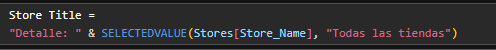 Store Title =
"Detalle: " & SELECTEDVALUE(Stores[Store_Name], "Todas las tiendas")